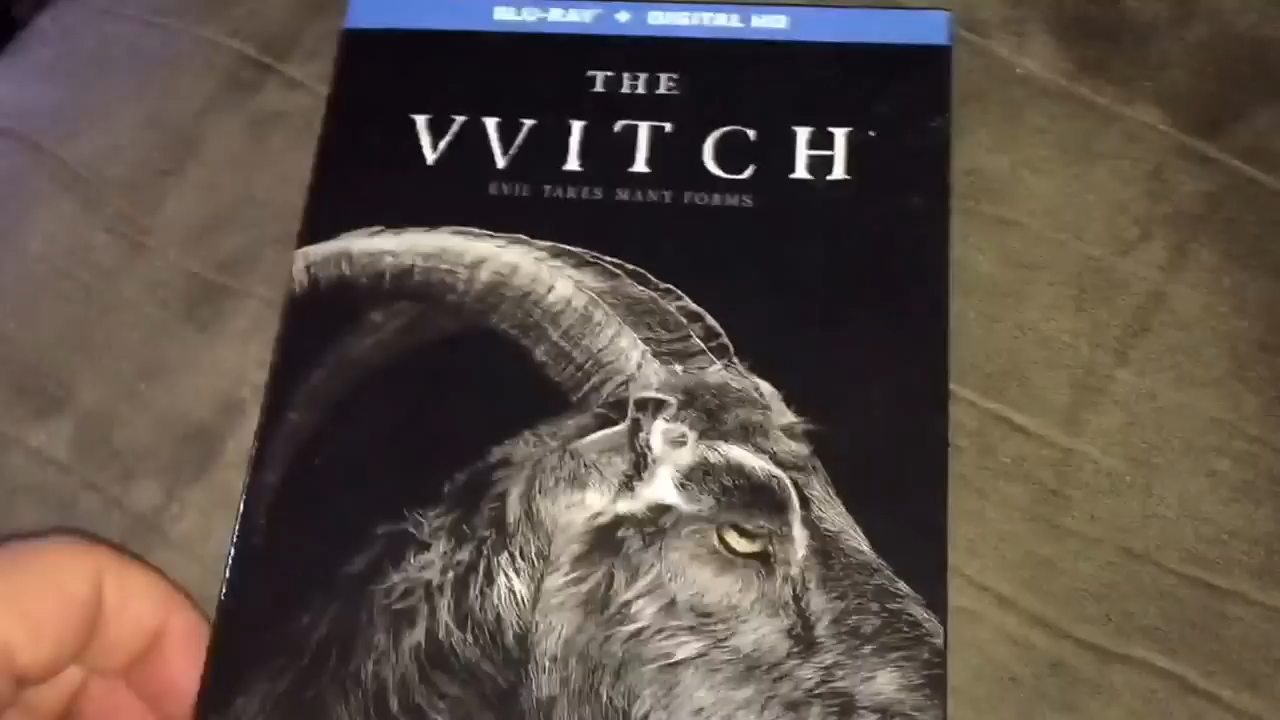 BLU-RAY + DIGITAL HD
THE
VVITCH
EVIL TAKES MANY FORMS